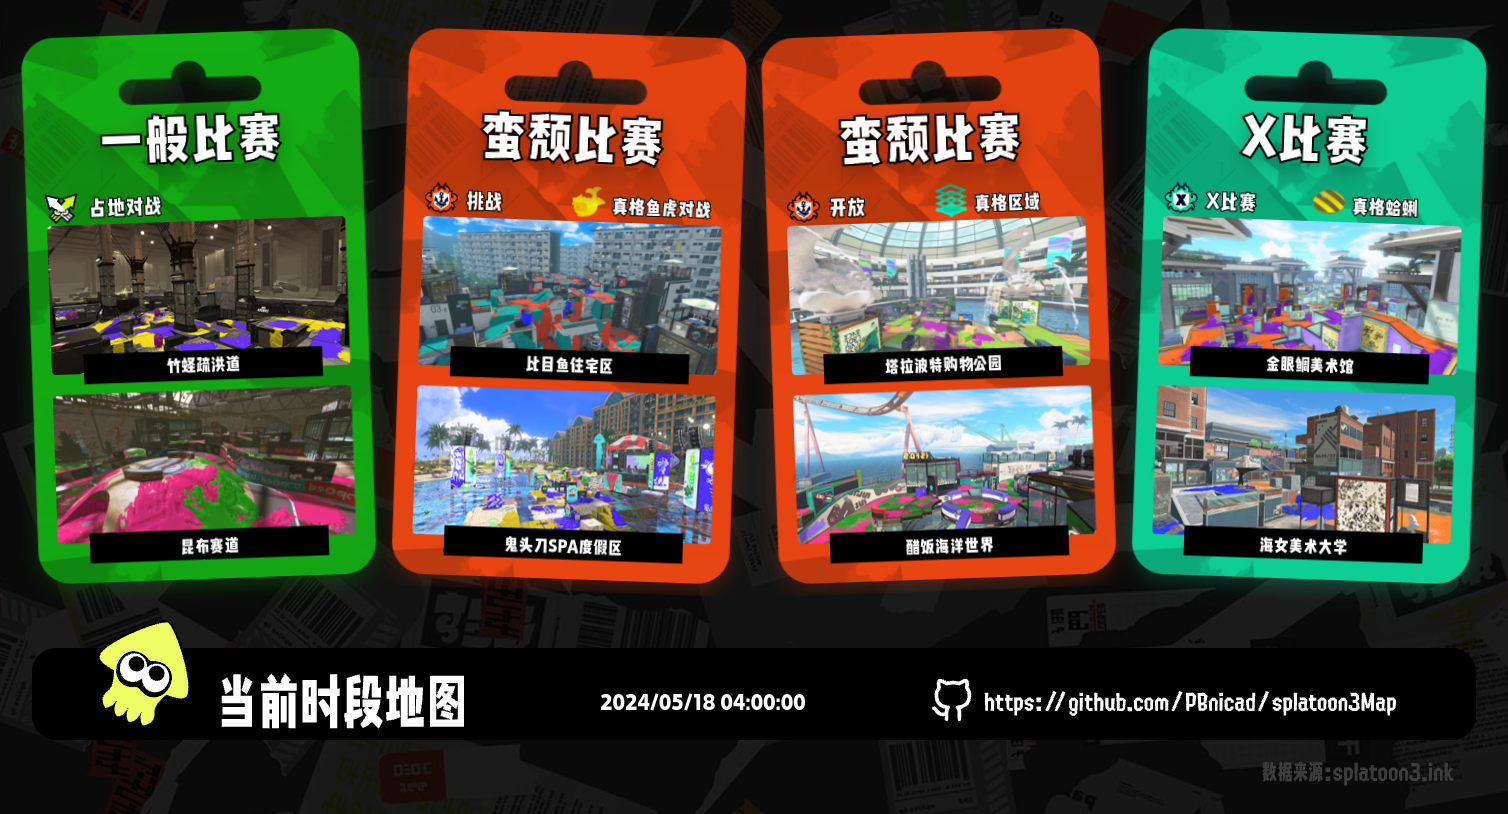 一般比赛
占地对战
竹蛏疏洪道
昆布赛道
蛮颓比赛
挑战
真格鱼虎对战
比目鱼住宅区
鬼头刀SPA度假区
蛮颓比赛
开放
真格区域
塔拉波特购物公园
醋饭海洋世界
X比赛
X比赛
真格蛤蜊
金眼鲷美术馆
海女美术大学
当前时段地图
2024/05/18 04:00:00
https://github.com/PBnicad/splatoon3Map
数据来源:splatoon3.ink